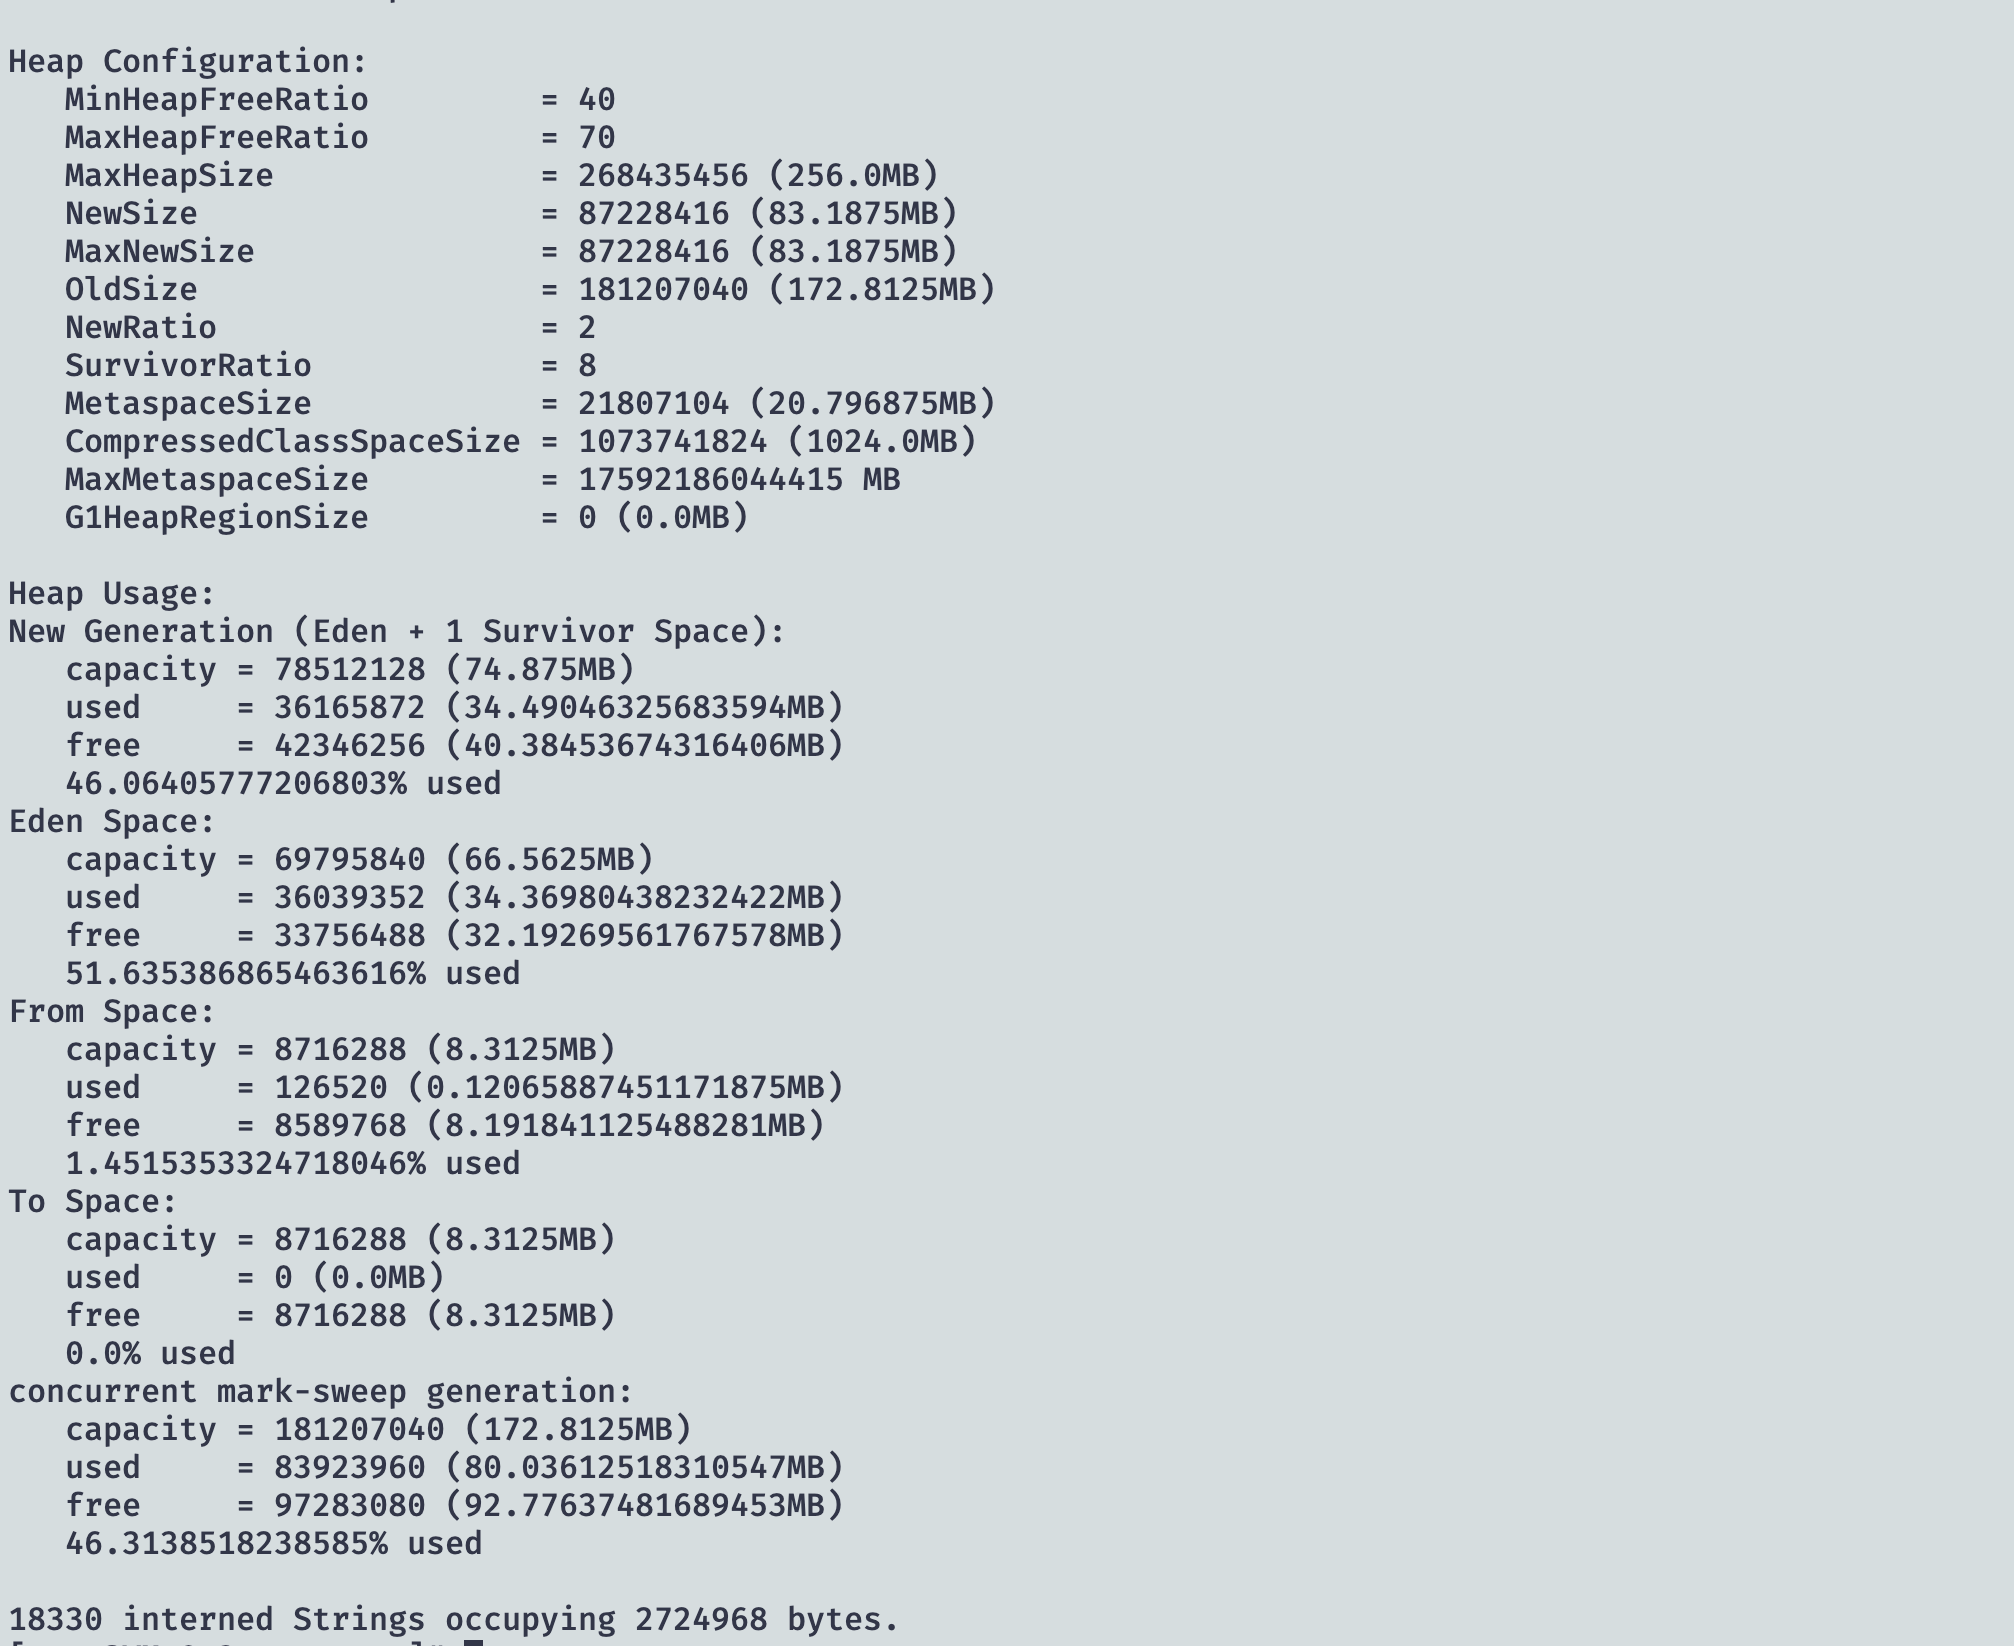 Heap Configuration:
   MinHeapFreeRatio         = 40
   MaxHeapFreeRatio         = 70
   MaxHeapSize              = 268435456 (256.0MB)
   NewSize                  = 87228416 (83.1875MB)
   MaxNewSize               = 87228416 (83.1875MB)
   OldSize                  = 181207040 (172.8125MB)
   NewRatio                 = 2
   SurvivorRatio            = 8
   MetaspaceSize            = 21807104 (20.796875MB)
   CompressedClassSpaceSize = 1073741824 (1024.0MB)
   MaxMetaspaceSize         = 17592186044415 MB
   G1HeapRegionSize         = 0 (0.0MB)

Heap Usage:
New Generation (Eden + 1 Survivor Space):
   capacity = 78512128 (74.875MB)
   used     = 36165872 (34.49046325683594MB)
   free     = 42346256 (40.38453674316406MB)
   46.06405777206803% used
Eden Space:
   capacity = 69795840 (66.5625MB)
   used     = 36039352 (34.36980438232422MB)
   free     = 33756488 (32.19269561767578MB)
   51.635386865463616% used
From Space:
   capacity = 8716288 (8.3125MB)
   used     = 126520 (0.12065887451171875MB)
   free     = 8589768 (8.191841125488281MB)
   1.4515353324718046% used
To Space:
   capacity = 8716288 (8.3125MB)
   used     = 0 (0.0MB)
   free     = 8716288 (8.3125MB)
   0.0% used
concurrent mark-sweep generation:
   capacity = 181207040 (172.8125MB)
   used     = 83923960 (80.03612518310547MB)
   free     = 97283080 (92.77637481689453MB)
   46.3138518238585% used

18330 interned Strings occupying 2724968 bytes.